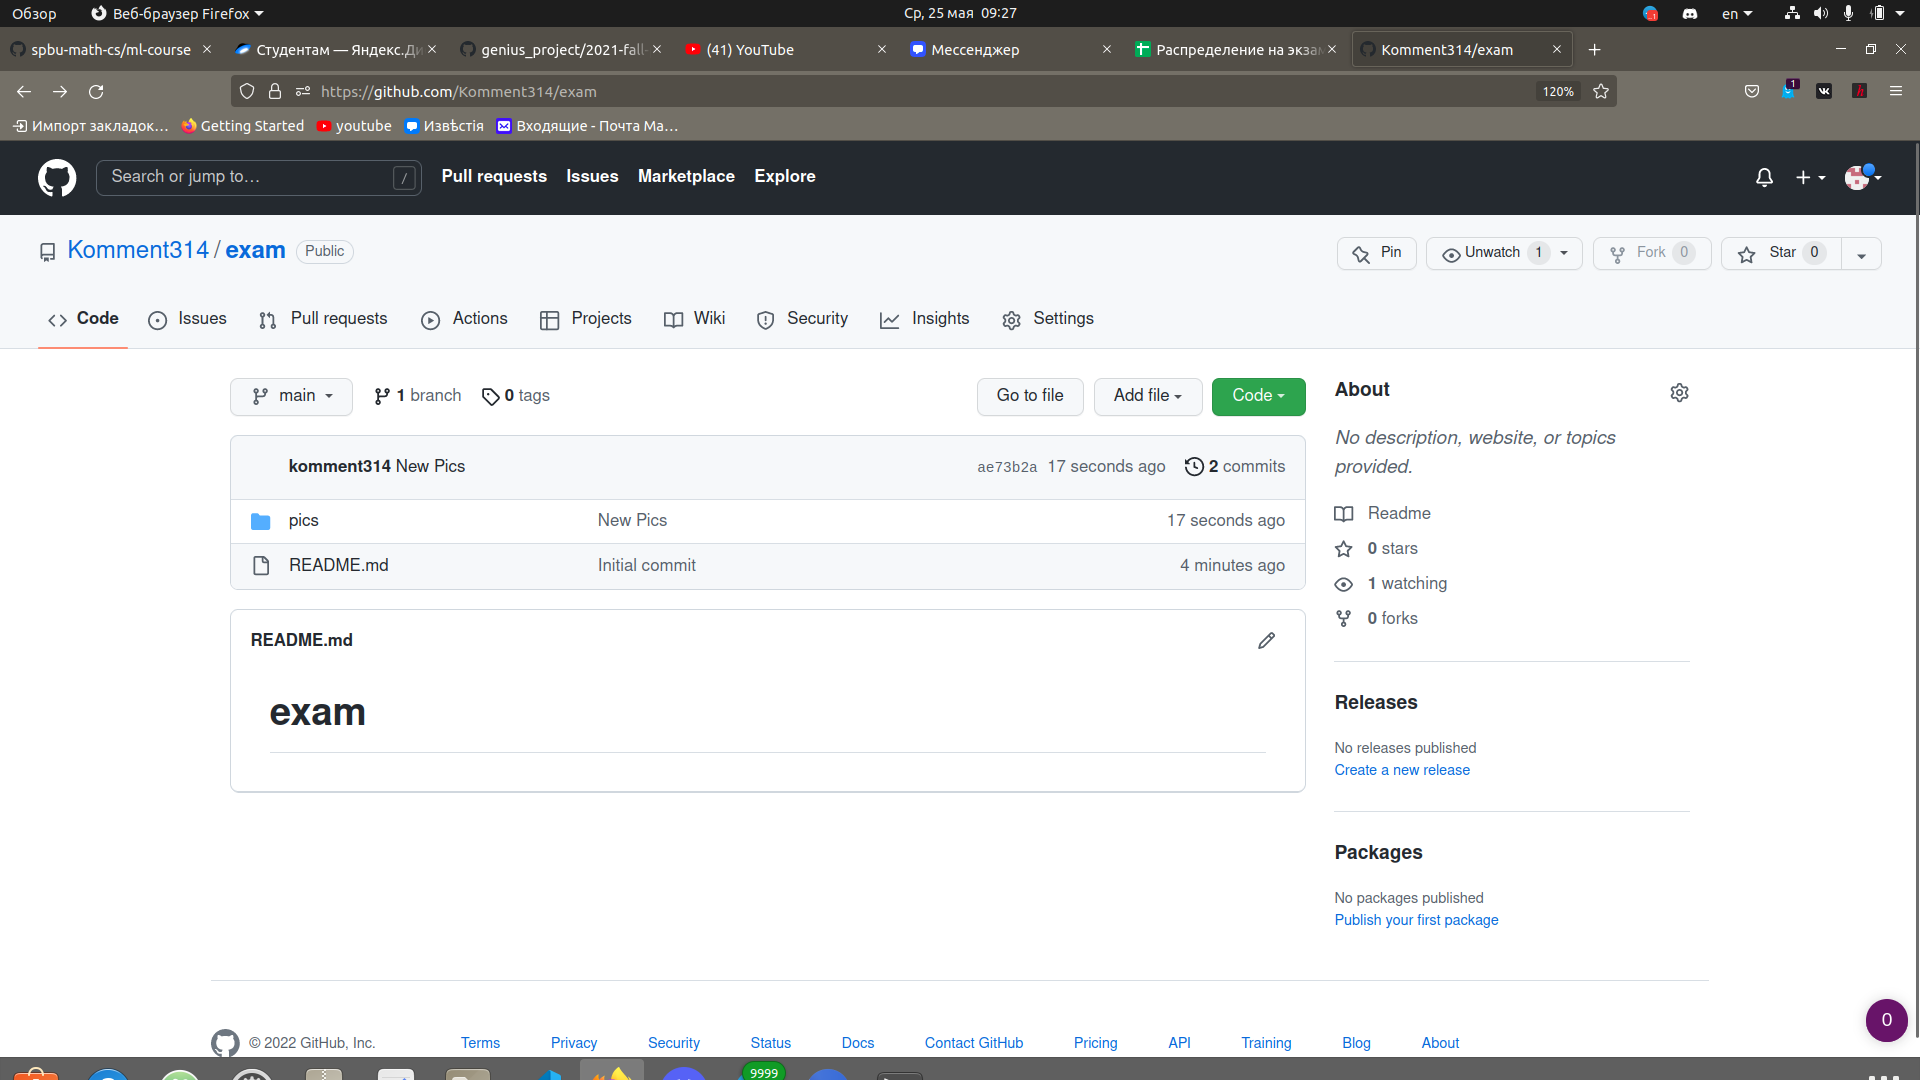 Обзор Веб-браузер Firefox Ср, 25 мая 09:27 1 en
spbu-math-cs/ml-course Студентам — Яндекс.Ди genius_project/2021-fall- (41) YouTube Мессенджер Распределение на экзам Komment314/exam
https://github.com/Komment314/exam 120% 1
Импорт закладок… Getting Started youtube Извѣстія Входящие - Почта Ма…
Search or jump to… / Pull requests Issues Marketplace Explore
Komment314 / exam Public Pin Unwatch 1 Fork 0 Star 0
Code Issues Pull requests Actions Projects Wiki Security Insights Settings
main 1 branch 0 tags Go to file Add file Code
komment314 New Pics ae73b2a 17 seconds ago 2 commits
pics New Pics 17 seconds ago
README.md Initial commit 4 minutes ago
README.md
exam
About
No description, website, or topics
provided.
Readme
0 stars
1 watching
0 forks
Releases
No releases published
Create a new release
Packages
No packages published
Publish your first package
0
© 2022 GitHub, Inc. Terms Privacy Security Status Docs Contact GitHub Pricing API Training Blog About
9999